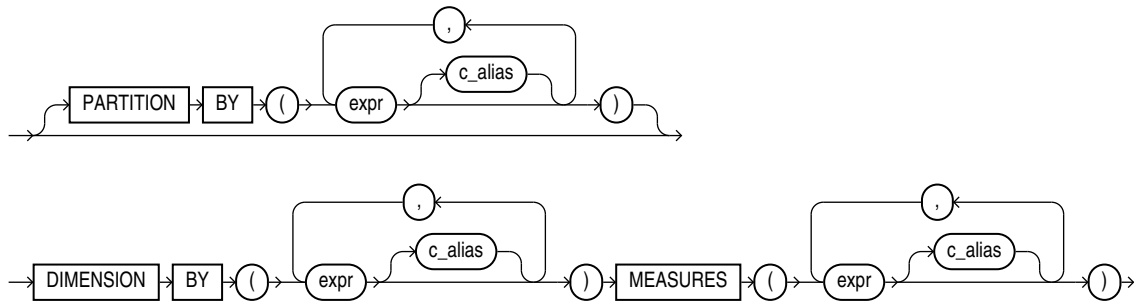 ,
c_alias
PARTITION BY ( expr )
,
,
c_alias
c_alias
DIMENSION BY ( expr ) MEASURES ( expr )